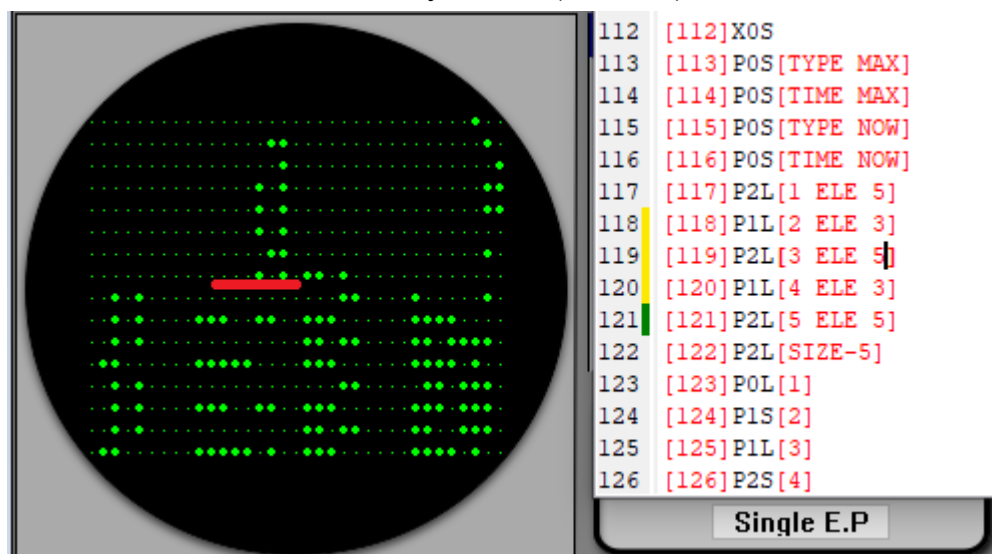 112 [112]X0S
113 [113]P0S[TYPE MAX]
114 [114]P0S[TIME MAX]
115 [115]P0S[TYPE NOW]
116 [116]P0S[TIME NOW]
117 [117]P2L[1 ELE 5]
118 [118]P1L[2 ELE 3]
119 [119]P2L[3 ELE 5]
120 [120]P1L[4 ELE 3]
121 [121]P2L[5 ELE 5]
122 [122]P2L[SIZE-5]
123 [123]P0L[1]
124 [124]P1S[2]
125 [125]P1L[3]
126 [126]P2S[4]
Single E.P